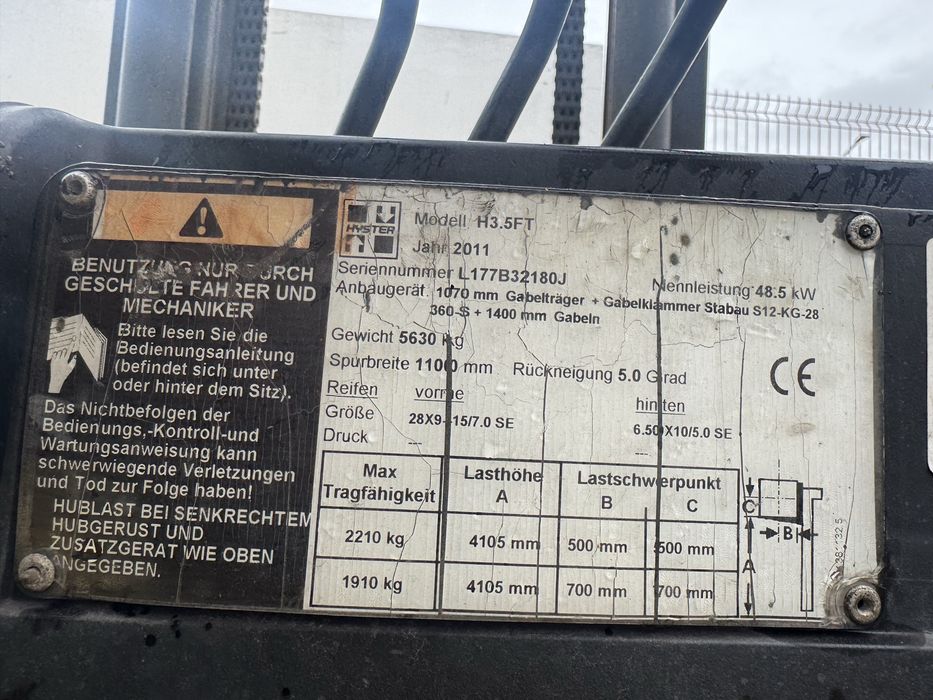 BENUTZUNG NUR DURCH
GESCHULTE FAHRER UND
MECHANIKER
Bitte lesen Sie die
Bedienungsanleitung
(befindet sich unter
oder hinter dem Sitz).
Das Nichtbefolgen der
Bedienungs,-Kontroll-und
Wartungsanweisung kann
schwerwiegende Verletzungen
und Tod zur Folge haben!
HUBLAST BEI SENKRECHTEM
HUBGERUST UND
ZUSATZGERAT WIE OBEN
ANGEGEBEN.
HYSTER
Modell H3.5FT
Jahr 2011
Seriennummer L177B32180J
Nennleistung 48.5 kW
Anbaugerät. 1070 mm Gabelträger + Gabelklammer Stabau S12-KG-28
360-S + 1400 mm Gabeln
Gewicht 5630 kg
Spurbreite 1100 mm Rückneigung 5.0 Grad
CE
Reifen vorne hinten
Größe 28X9-15/7.0 SE 6.50X10/5.0 SE
Druck --- ---
Max Tragfähigkeit Lasthöhe A Lastschwerpunkt B C
2210 kg 4105 mm 500 mm 500 mm
1910 kg 4105 mm 700 mm 700 mm
C
B
A